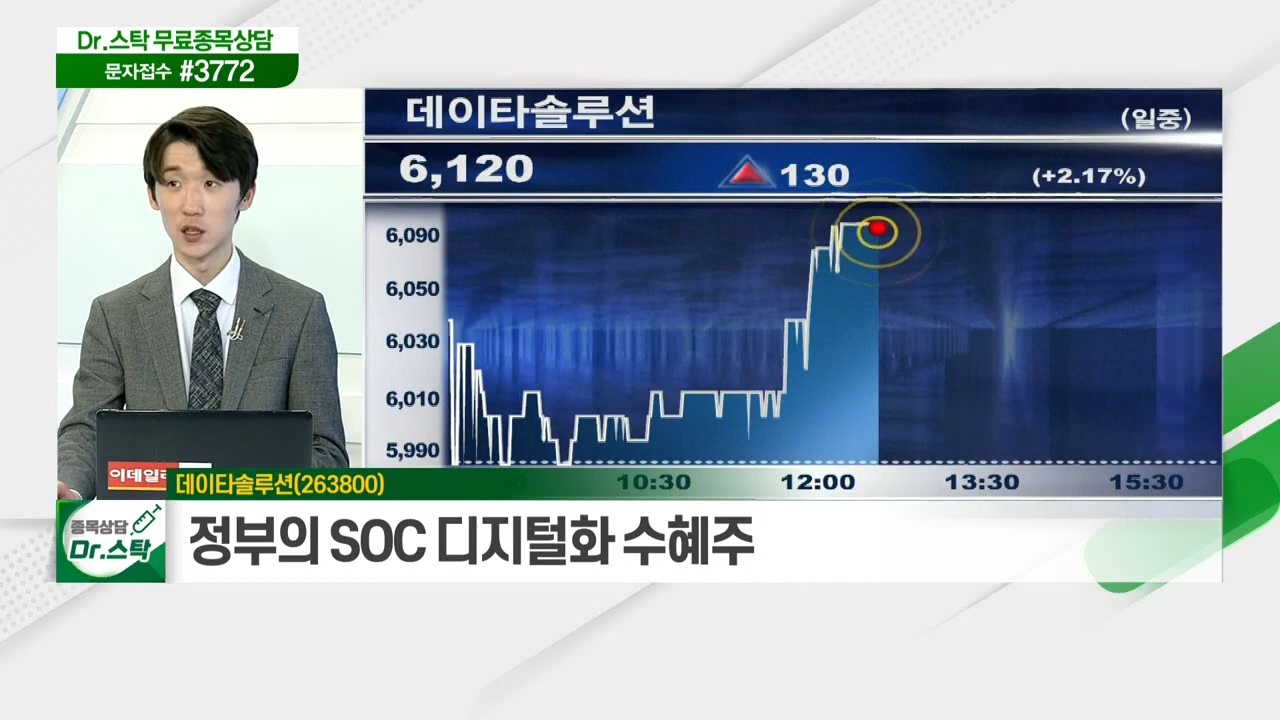 Dr.스탁 무료종목상담
문자접수 #3772
데이타솔루션
(일중)
6,120
130
(+2.17%)
6,090
6,050
6,030
6,010
5,990
10:30
12:00
13:30
15:30
데이타솔루션(263800)
정부의 SOC 디지털화 수혜주
종목상담
Dr.스탁